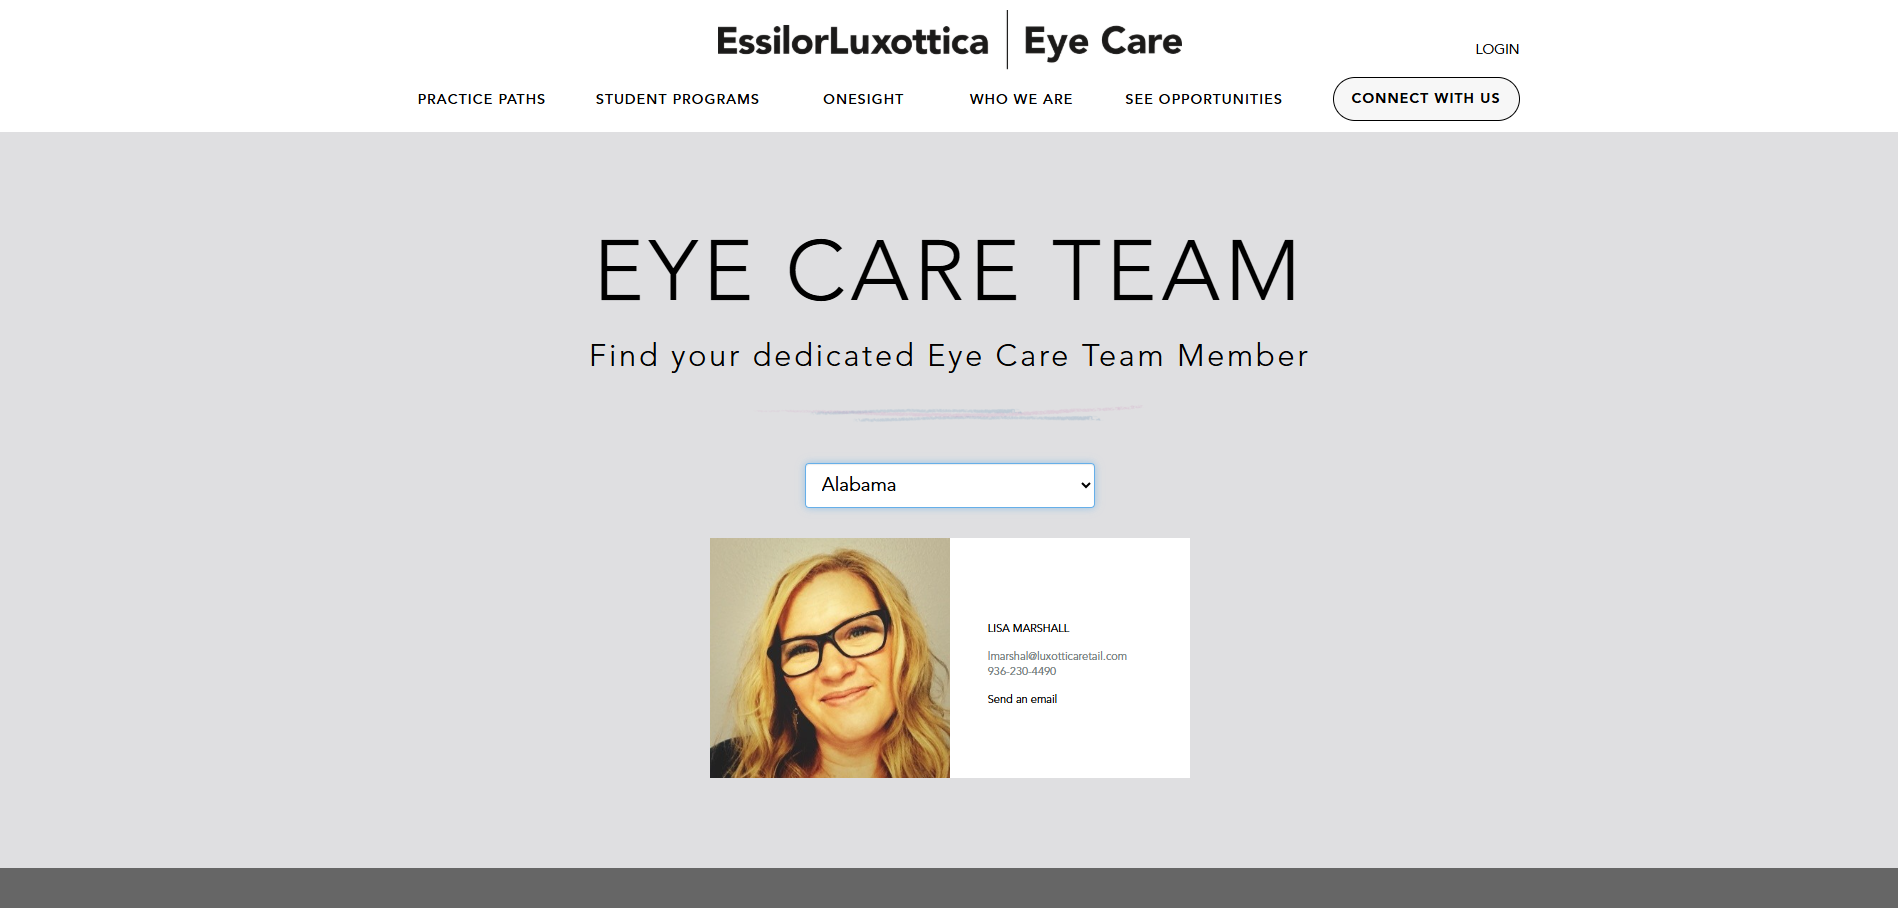 EssilorLuxottica | Eye Care
LOGIN
PRACTICE PATHS STUDENT PROGRAMS ONESIGHT WHO WE ARE SEE OPPORTUNITIES CONNECT WITH US
EYE CARE TEAM
Find your dedicated Eye Care Team Member
Alabama
LISA MARSHALL
lmarshal@luxotticaretail.com
936-230-4490
Send an email